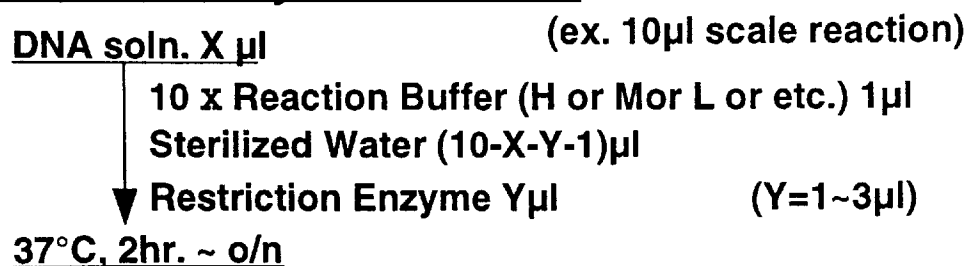 DNA soln. X µl (ex. 10µl scale reaction)
10 x Reaction Buffer (H or Mor L or etc.) 1µl
Sterilized Water (10-X-Y-1)µl
Restriction Enzyme Yµl (Y=1~3µl)
37°C, 2hr. ~ o/n